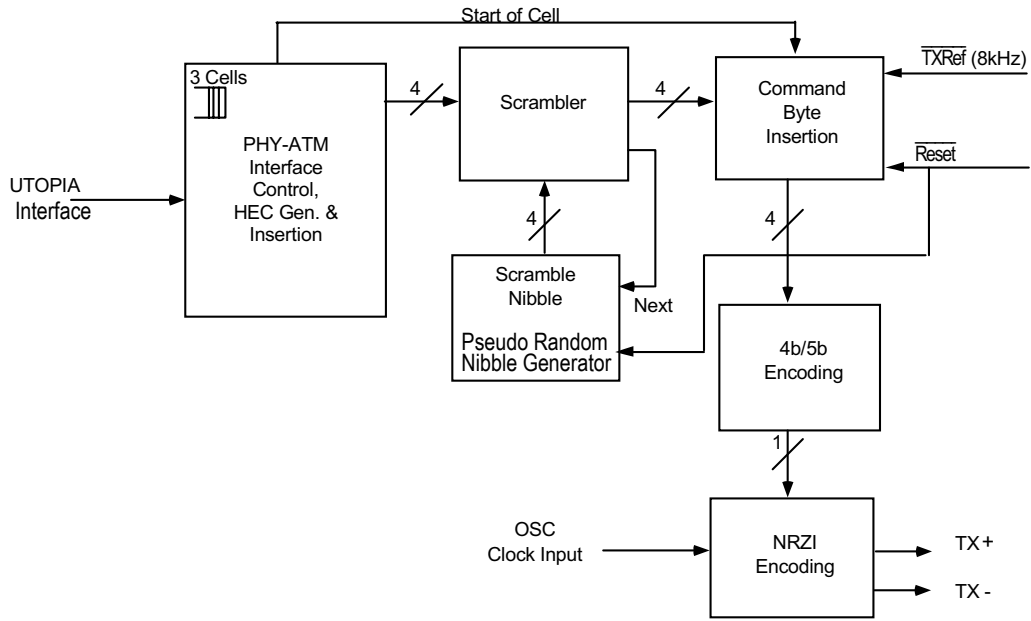 Start of Cell
3 Cells
PHY-ATM
Interface
Control,
HEC Gen. &
Insertion
UTOPIA
Interface
4
Scrambler
4
Command
Byte
Insertion
TXRef (8kHz)
Reset
4
Scramble
Nibble
Pseudo Random
Nibble Generator
Next
4
4b/5b
Encoding
1
OSC
Clock Input
NRZI
Encoding
TX+
TX -